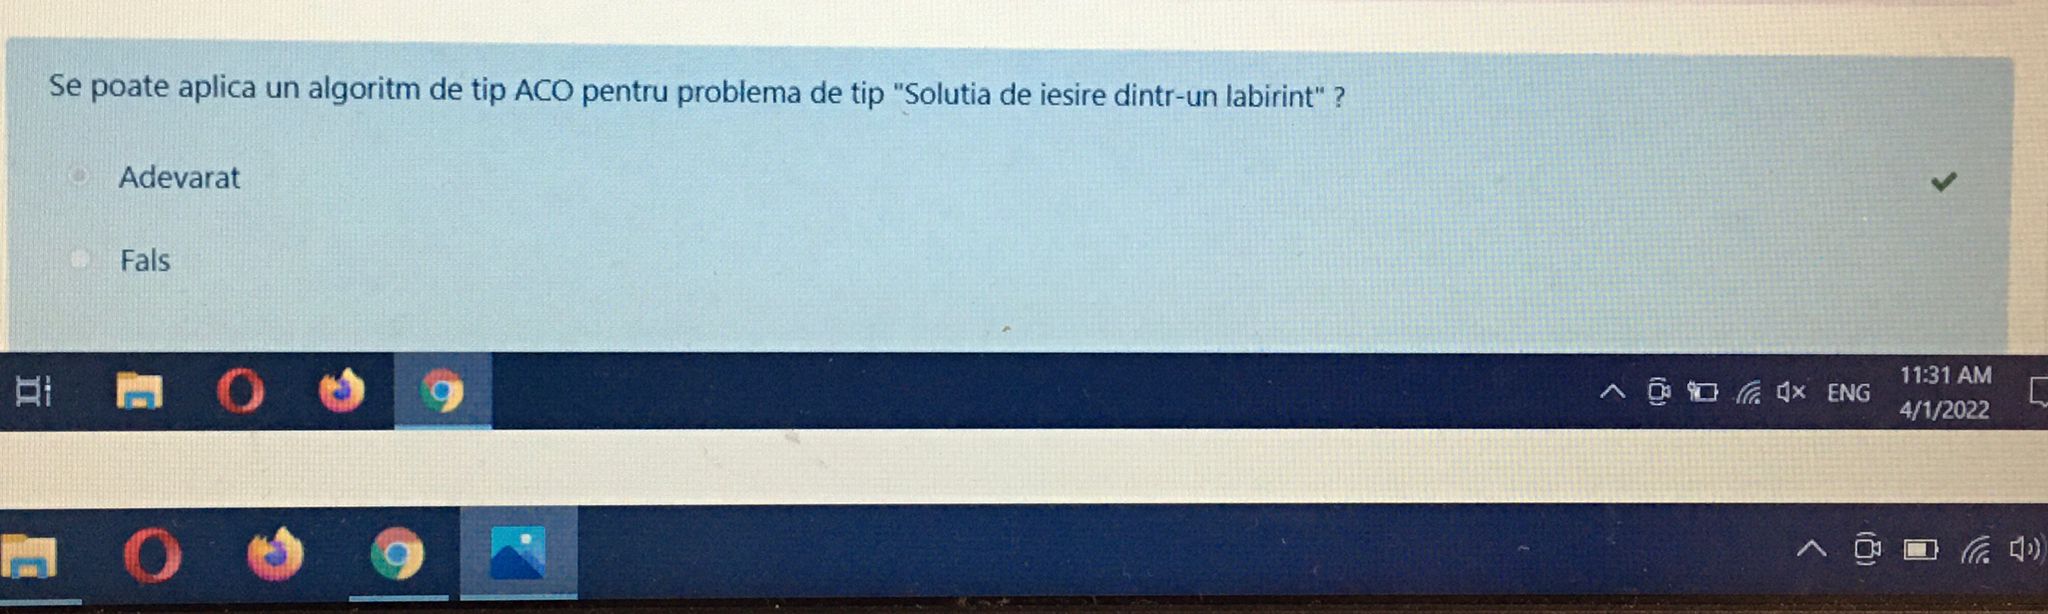 Se poate aplica un algoritm de tip ACO pentru problema de tip "Solutia de iesire dintr-un labirint" ?
Adevarat
Fals
ENG
11:31 AM
4/1/2022